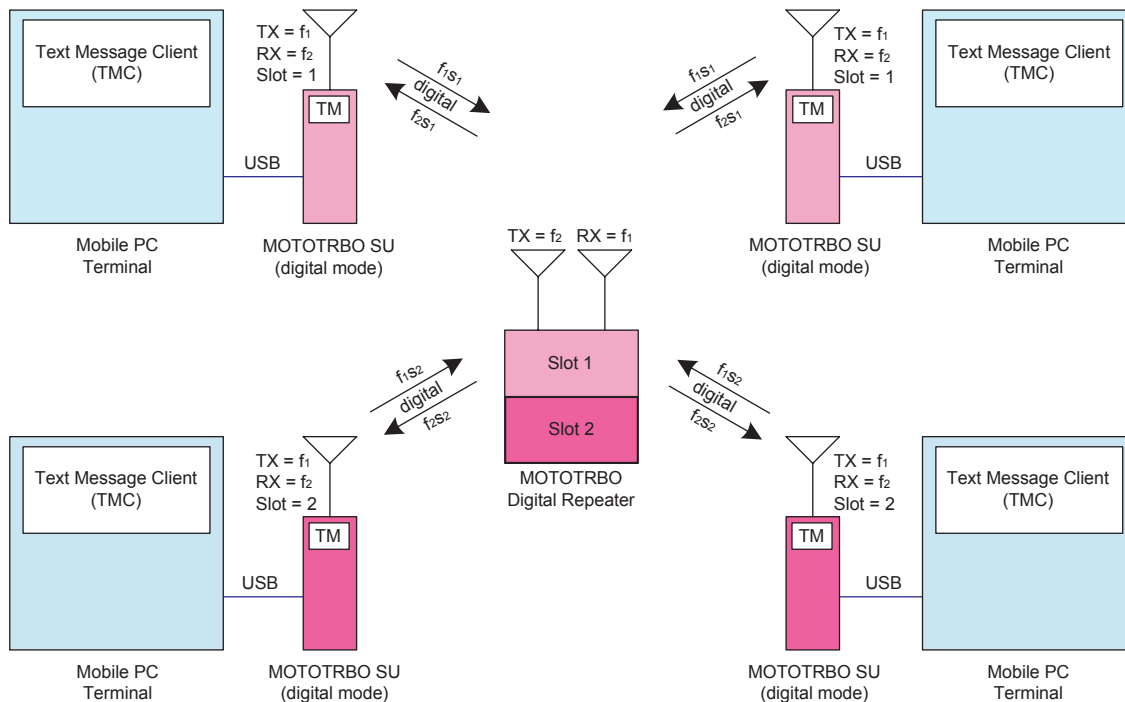 Text Message Client
(TMC)
TX = f₁
RX = f₂
Slot = 1
TM
USB
Mobile PC
Terminal
MOTOTRBO SU
(digital mode)
f₁s₁
digital
f₂s₁
f₁s₁
digital
f₂s₁
TX = f₁
RX = f₂
Slot = 1
TM
USB
Text Message Client
(TMC)
MOTOTRBO SU
(digital mode)
Mobile PC
Terminal
TX = f₂
RX = f₁
Slot 1
Slot 2
MOTOTRBO
Digital Repeater
f₁s₂
digital
f₂s₂
f₁s₂
digital
f₂s₂
Text Message Client
(TMC)
TX = f₁
RX = f₂
Slot = 2
TM
USB
Mobile PC
Terminal
MOTOTRBO SU
(digital mode)
TX = f₁
RX = f₂
Slot = 2
TM
USB
Text Message Client
(TMC)
MOTOTRBO SU
(digital mode)
Mobile PC
Terminal